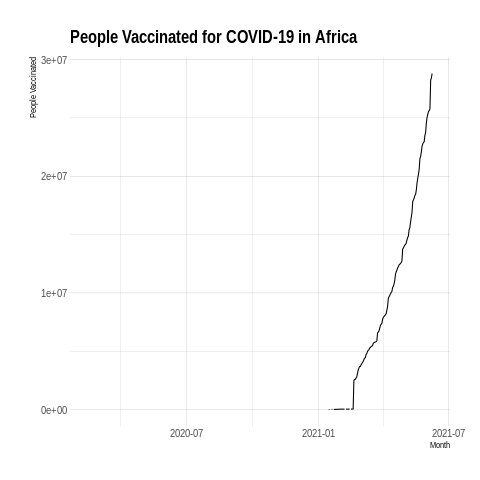 People Vaccinated for COVID-19 in Africa
People Vaccinated
3e+07
2e+07
1e+07
0e+00
2020-07
2021-01
2021-07
Month